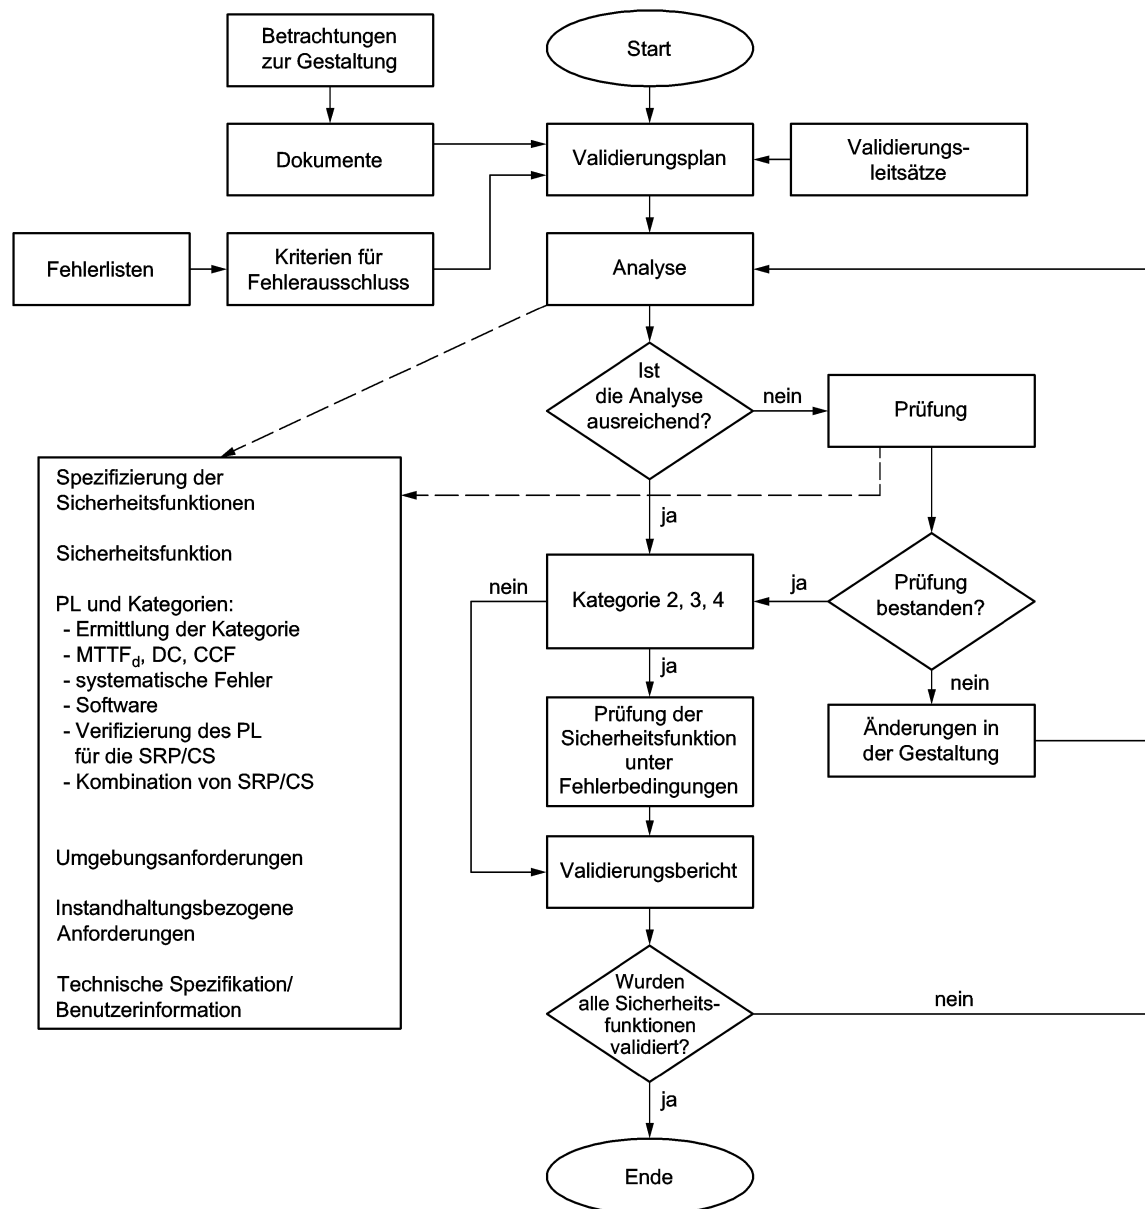 Betrachtungen
zur Gestaltung
Start
Dokumente
Validierungsplan
Validierungs-
leitsätze
Fehlerlisten
Kriterien für
Fehlerausschluss
Analyse
Ist
die Analyse
ausreichend?
nein
Prüfung
ja
Spezifizierung der
Sicherheitsfunktionen
Sicherheitsfunktion
PL und Kategorien:
- Ermittlung der Kategorie
- MTTFd, DC, CCF
- systematische Fehler
- Software
- Verifizierung des PL
für die SRP/CS
- Kombination von SRP/CS
Umgebungsanforderungen
Instandhaltungsbezogene
Anforderungen
Technische Spezifikation/
Benutzerinformation
nein
Kategorie 2, 3, 4
ja
Prüfung
bestanden?
ja
nein
Prüfung der
Sicherheitsfunktion
unter
Fehlerbedingungen
Änderungen in
der Gestaltung
Validierungsbericht
Wurden
alle Sicherheits-
funktionen
validiert?
nein
ja
Ende